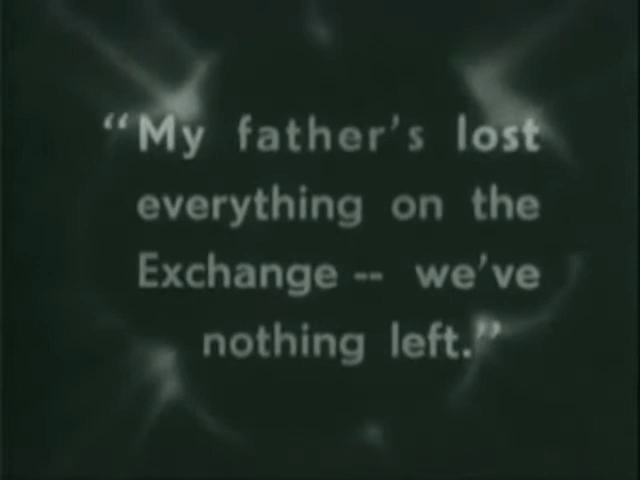 “My father’s lost
everything on the
Exchange -- we’ve
nothing left.”